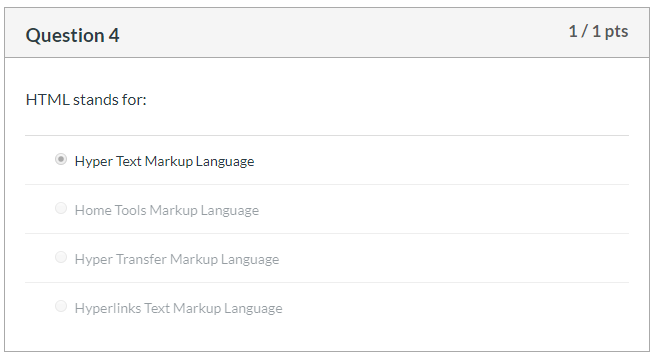 Question 4
1 / 1 pts
HTML stands for:
Hyper Text Markup Language
Home Tools Markup Language
Hyper Transfer Markup Language
Hyperlinks Text Markup Language